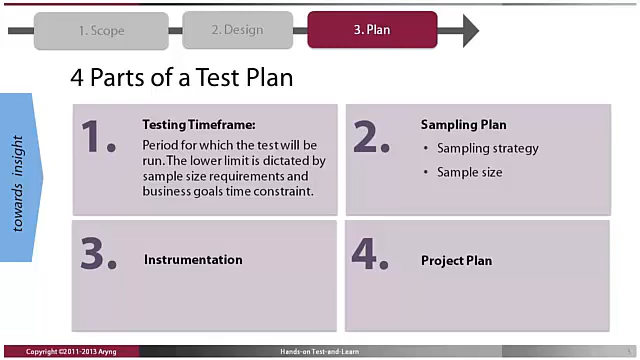 1. Scope
2. Design
3. Plan
4 Parts of a Test Plan
towards insight
1.
Testing Timeframe:
Period for which the test will be
run. The lower limit is dictated by
sample size requirements and
business goals time constraint.
2.
Sampling Plan
• Sampling strategy
• Sample size
3.
Instrumentation
4.
Project Plan
Copyright ©2011-2013 Aryng
Hands-on Test-and-Learn